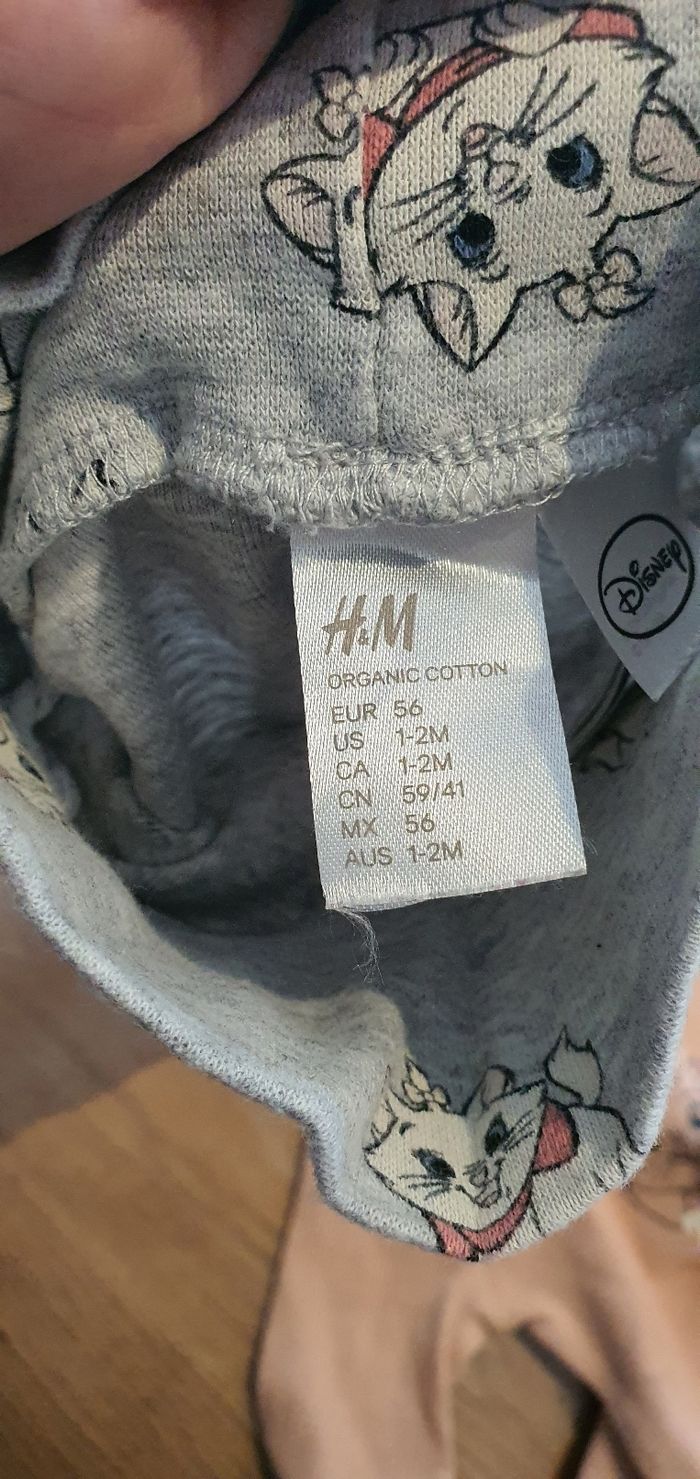 H&M
ORGANIC COTTON
EUR 56
US 1-2M
CA 1-2M
CN 59/41
MX 56
AUS 1-2M
DISNEY